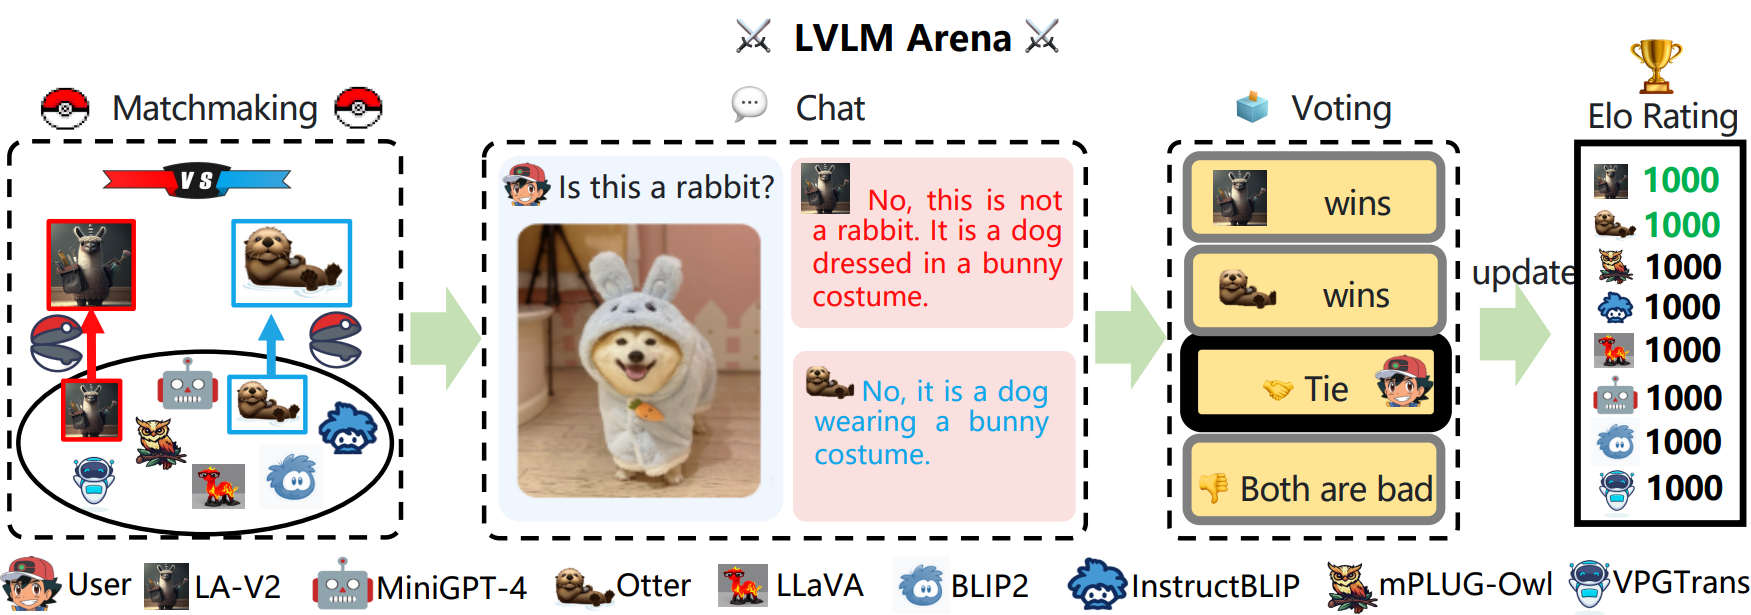 LVLM Arena
Matchmaking
Chat
Voting
Elo Rating
VS
Is this a rabbit?
No, this is not
a rabbit. It is a dog
dressed in a bunny
costume.
No, it is a dog
wearing a bunny
costume.
wins
wins
Tie
Both are bad
update
1000
1000
1000
1000
1000
1000
1000
1000
User
LA-V2
MiniGPT-4
Otter
LLaVA
BLIP2
InstructBLIP
mPLUG-Owl
VPGTrans